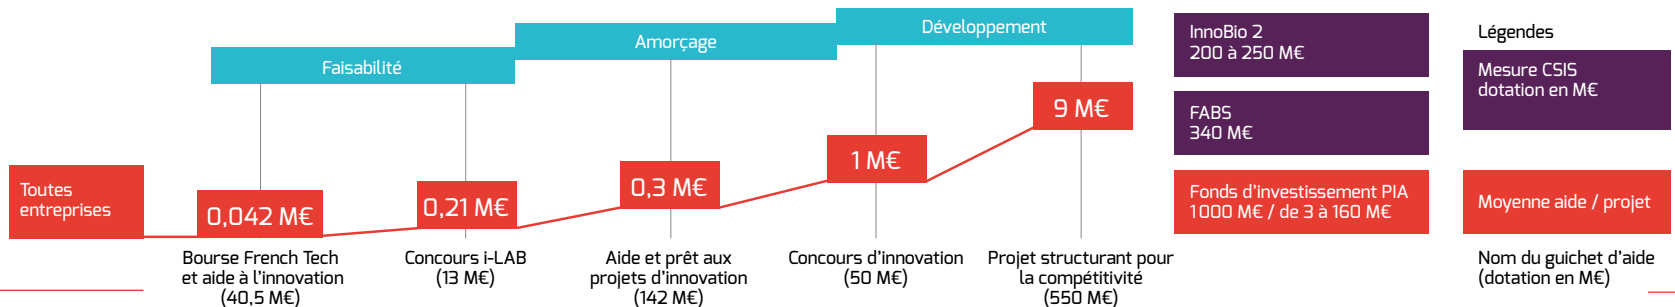 Faisabilité
Amorçage
Développement
Toutes
entreprises
0,042 M€
0,21 M€
0,3 M€
1 M€
9 M€
Bourse French Tech
et aide à l'innovation
(40,5 M€)
Concours i-LAB
(13 M€)
Aide et prêt aux
projets d'innovation
(142 M€)
Concours d'innovation
(50 M€)
Projet structurant pour
la compétitivité
(550 M€)
InnoBio 2
200 à 250 M€
FABS
340 M€
Fonds d'investissement PIA
1000 M€ / de 3 à 160 M€
Légendes
Mesure CSIS
dotation en M€
Moyenne aide / projet
Nom du guichet d'aide
(dotation en M€)